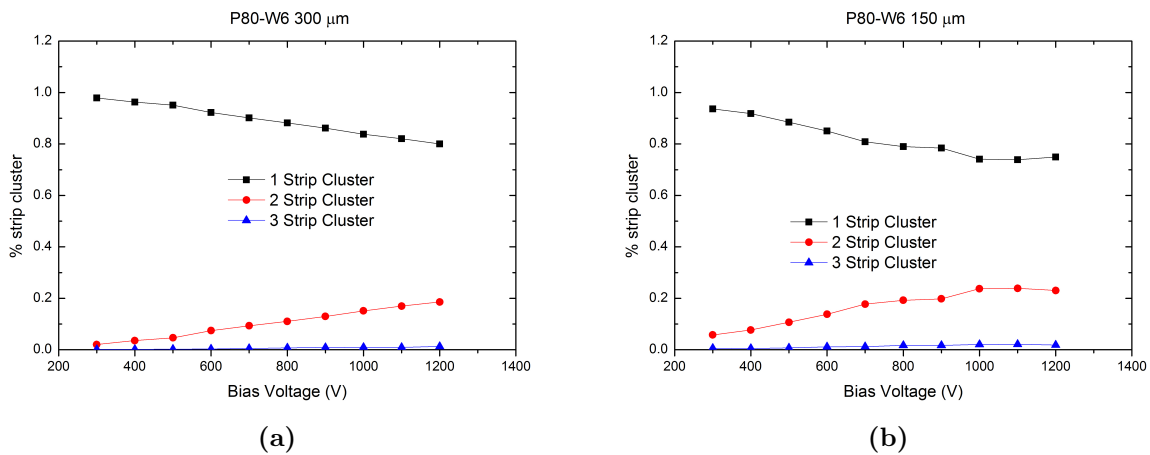 P80-W6 300 μm
1.2
1.0
0.8
0.6
0.4
0.2
0.0
% strip cluster
1 Strip Cluster
2 Strip Cluster
3 Strip Cluster
200 400 600 800 1000 1200 1400
Bias Voltage (V)
(a)
P80-W6 150 μm
1.2
1.0
0.8
0.6
0.4
0.2
0.0
% strip cluster
1 Strip Cluster
2 Strip Cluster
3 Strip Cluster
200 400 600 800 1000 1200 1400
Bias Voltage (V)
(b)